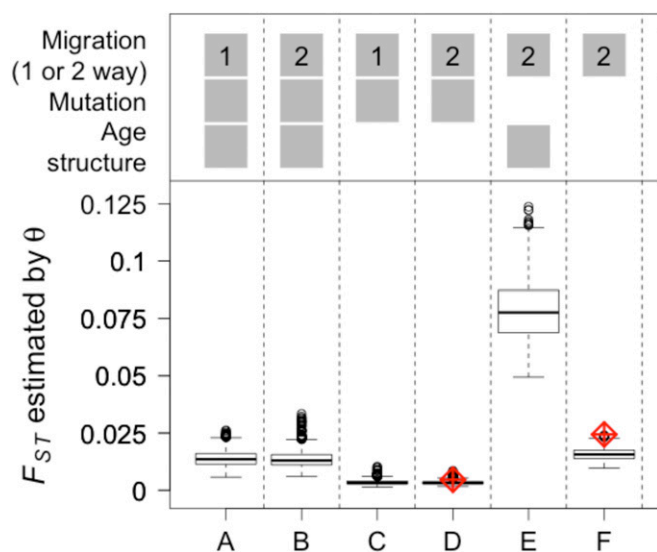 Migration
(1 or 2 way)
1 2 1 2 2 2
Mutation
Age
structure
F_ST estimated by θ
0.125
0.1
0.075
0.05
0.025
0
A B C D E F